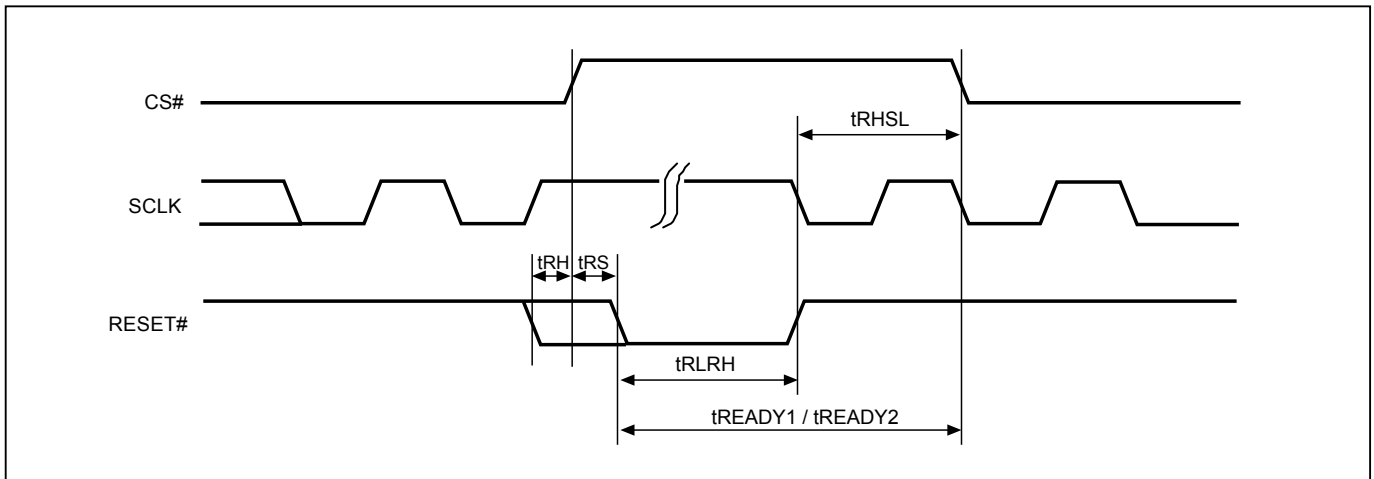 CS#
tRHSL
SCLK
tRH tRS
RESET#
tRLRH
tREADY1 / tREADY2